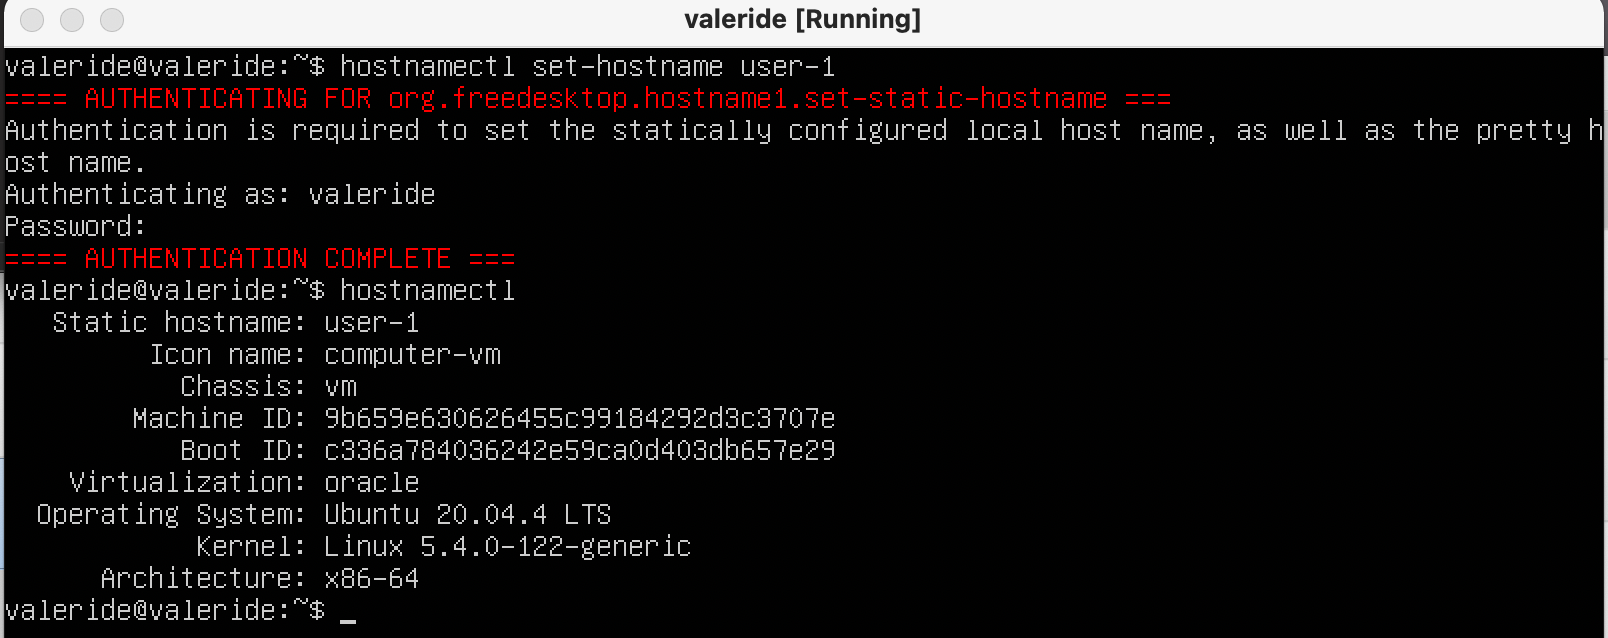 valeride [Running]
valeride@valeride:~$ hostnamectl set-hostname user-1
==== AUTHENTICATING FOR org.freedesktop.hostname1.set-static-hostname ===
Authentication is required to set the statically configured local host name, as well as the pretty h
ost name.
Authenticating as: valeride
Password:
==== AUTHENTICATION COMPLETE ===
valeride@valeride:~$ hostnamectl
   Static hostname: user-1
         Icon name: computer-vm
           Chassis: vm
        Machine ID: 9b659e630626455c99184292d3c3707e
           Boot ID: c336a784036242e59ca0d403db657e29
    Virtualization: oracle
  Operating System: Ubuntu 20.04.4 LTS
            Kernel: Linux 5.4.0-122-generic
      Architecture: x86-64
valeride@valeride:~$ _